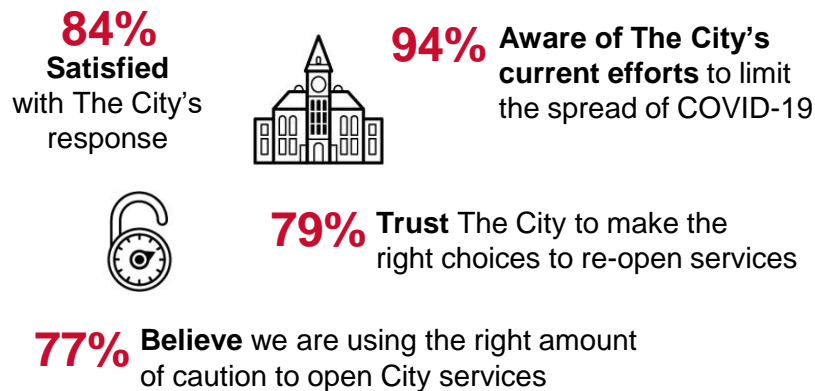 84%
Satisfied
with The City's
response
94% Aware of The City's
current efforts to limit
the spread of COVID-19
79% Trust The City to make the
right choices to re-open services
77% Believe we are using the right amount
of caution to open City services